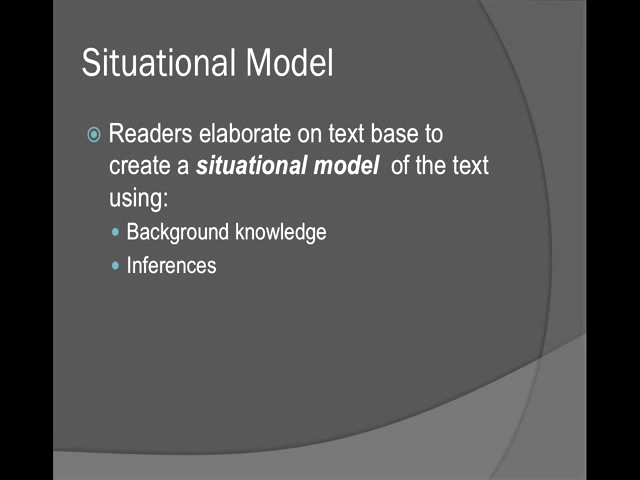 Situational Model
Readers elaborate on text base to
create a situational model of the text
using:
Background knowledge
Inferences